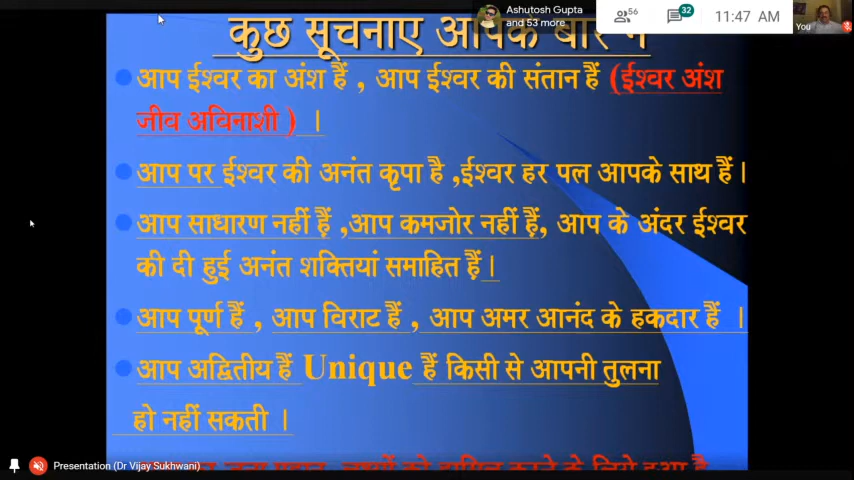 Ashutosh Gupta
and 53 more
56
32
11:47 AM
You
कुछ सूचनाए आपके बारे में
आप ईश्वर का अंश हैं , आप ईश्वर की संतान हैं (ईश्वर अंश
जीव अविनाशी ) ।
आप पर ईश्वर की अनंत कृपा है ,ईश्वर हर पल आपके साथ हैं।
आप साधारण नहीं हैं ,आप कमजोर नहीं हैं, आप के अंदर ईश्वर
की दी हुई अनंत शक्तियां समाहित हैं।
आप पूर्ण हैं , आप विराट हैं , आप अमर आनंद के हकदार हैं ।
आप अद्वितीय हैं Unique हैं किसी से आपनी तुलना
हो नहीं सकती ।
को हासिल करने के लिये हुआ है
Presentation (Dr Vijay Sukhwani)